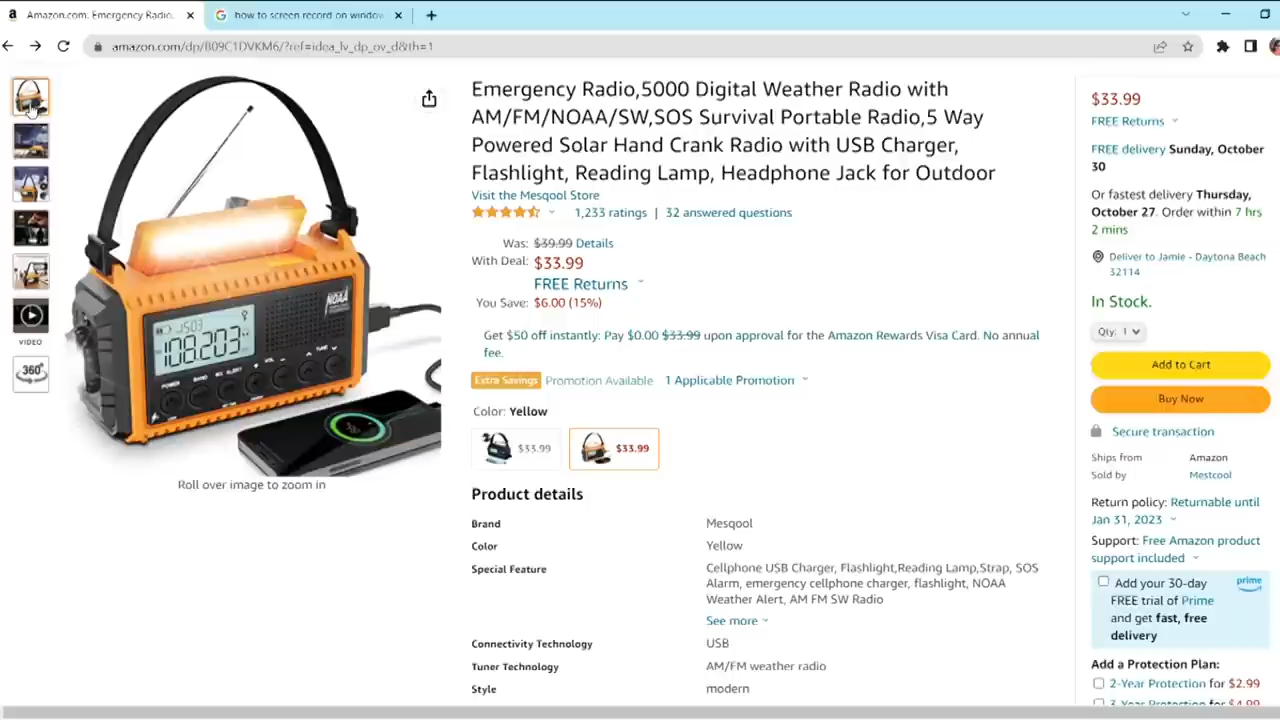 Amazon.com: Emergency Radio,
how to screen record on window
amazon.com/dp/B09C1DVKM6/?ref=idea_lv_dp_ov_d&th=1
VIDEO
360°
NOAA
108.203
POWER
BAND
VOL
Roll over image to zoom in
Emergency Radio,5000 Digital Weather Radio with
AM/FM/NOAA/SW,SOS Survival Portable Radio,5 Way
Powered Solar Hand Crank Radio with USB Charger,
Flashlight, Reading Lamp, Headphone Jack for Outdoor
Visit the Mesqool Store
1,233 ratings | 32 answered questions
Was: $39.99 Details
With Deal: $33.99
FREE Returns
You Save: $6.00 (15%)
Get $50 off instantly: Pay $0.00 $33.99 upon approval for the Amazon Rewards Visa Card. No annual
fee.
Extra Savings Promotion Available 1 Applicable Promotion
Color: Yellow
$33.99 $33.99
Product details
Brand Mesqool
Color Yellow
Special Feature Cellphone USB Charger, Flashlight,Reading Lamp,Strap, SOS
Alarm, emergency cellphone charger, flashlight, NOAA
Weather Alert, AM FM SW Radio
See more
Connectivity Technology USB
Tuner Technology AM/FM weather radio
Style modern
$33.99
FREE Returns
FREE delivery Sunday, October
30
Or fastest delivery Thursday,
October 27. Order within 7 hrs
2 mins
Deliver to Jamie - Daytona Beach
32114
In Stock.
Qty: 1
Add to Cart
Buy Now
Secure transaction
Ships from Amazon
Sold by Mestcool
Return policy: Returnable until
Jan 31, 2023
Support: Free Amazon product
support included
Add your 30-day prime
FREE trial of Prime
and get fast, free
delivery
Add a Protection Plan:
2-Year Protection for $2.99
3-Year Protection for $4.99